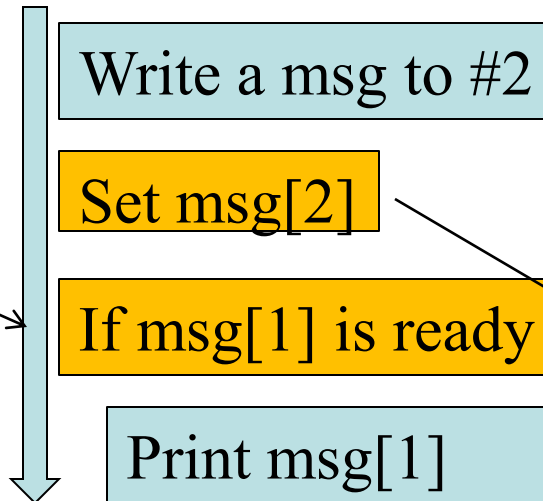 Write a msg to #2
Set msg[2]
If msg[1] is ready
Print msg[1]